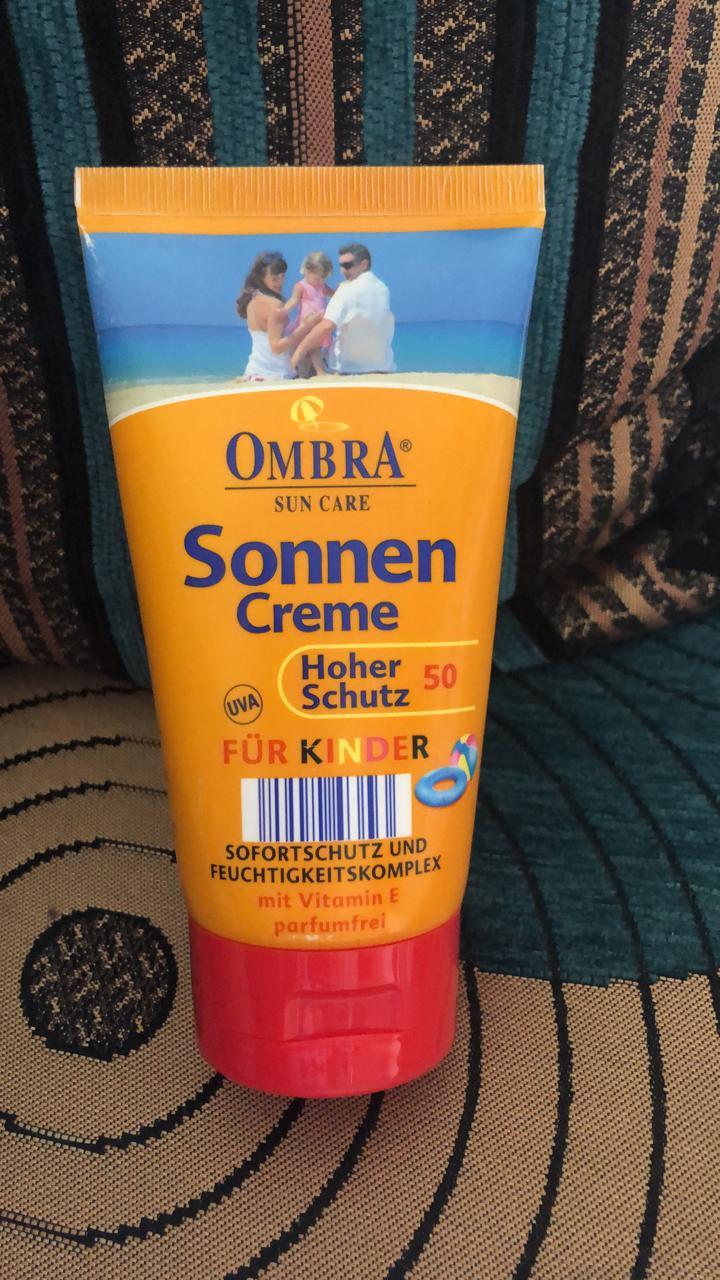 OMBRA®
SUN CARE
Sonnen
Creme
Hoher
Schutz 50
UVA
FÜR KINDER
SOFORTSCHUTZ UND
FEUCHTIGKEITSKOMPLEX
mit Vitamin E
parfumfrei